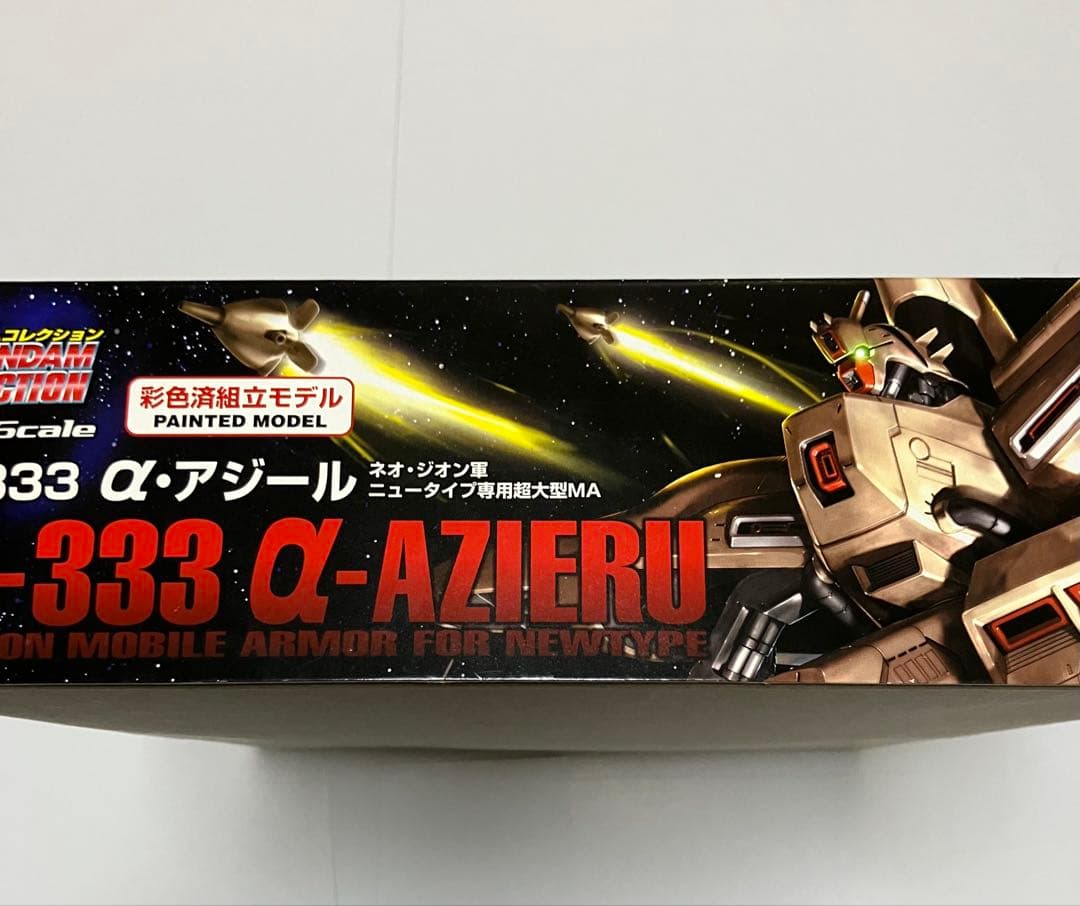 コレクション
NDAM
CTION
Scale
彩色済組立モデル
PAINTED MODEL
333 α・アジール
ネオ・ジオン軍
ニュータイプ専用超大型MA
-333 α-AZIERU
ON MOBILE ARMOR FOR NEWTYPE